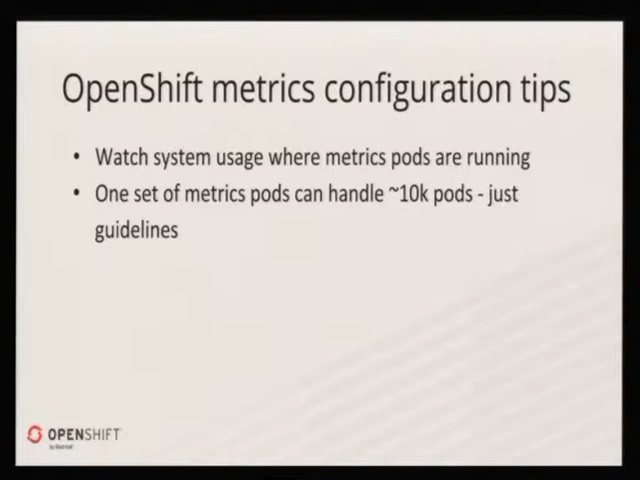 OpenShift metrics configuration tips
• Watch system usage where metrics pods are running
• One set of metrics pods can handle ~10k pods - just
guidelines
OPENSHIFT
by Red Hat